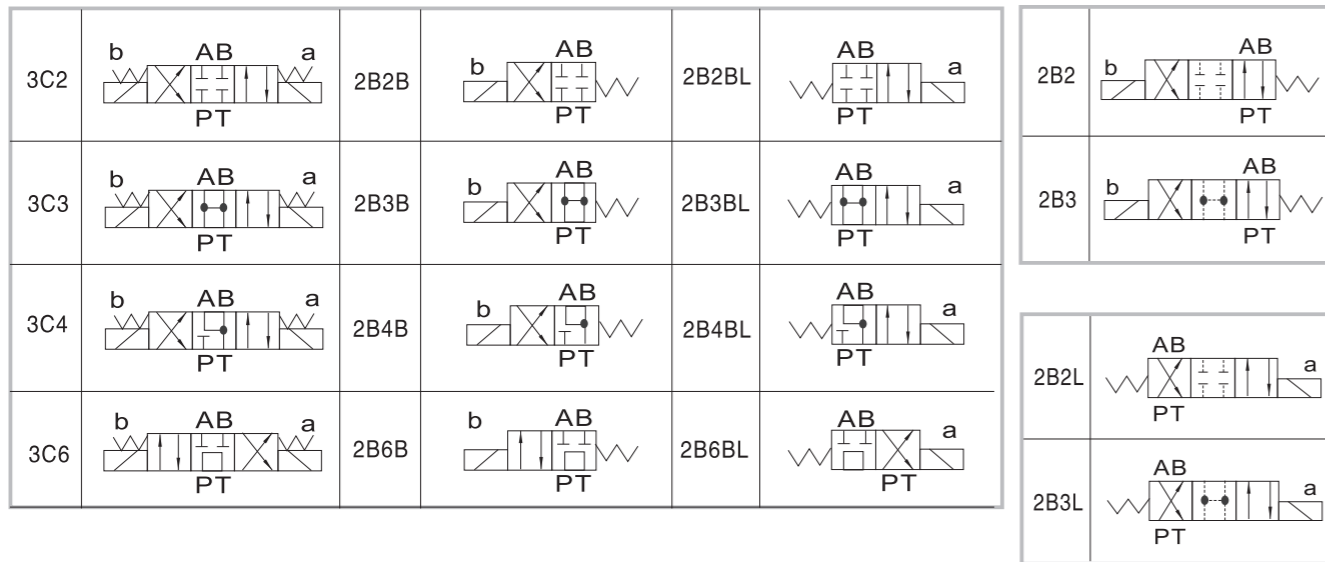 b AB a
3C2
PT
b AB
2B2B
PT
AB a
2B2BL
PT
b AB a
3C3
PT
b AB
2B3B
PT
AB a
2B3BL
PT
b AB a
3C4
PT
b AB
2B4B
PT
AB a
2B4BL
PT
b AB a
3C6
PT
b AB
2B6B
PT
AB a
2B6BL
PT
b AB
2B2
PT
b AB
2B3
PT
AB a
2B2L
PT
AB a
2B3L
PT